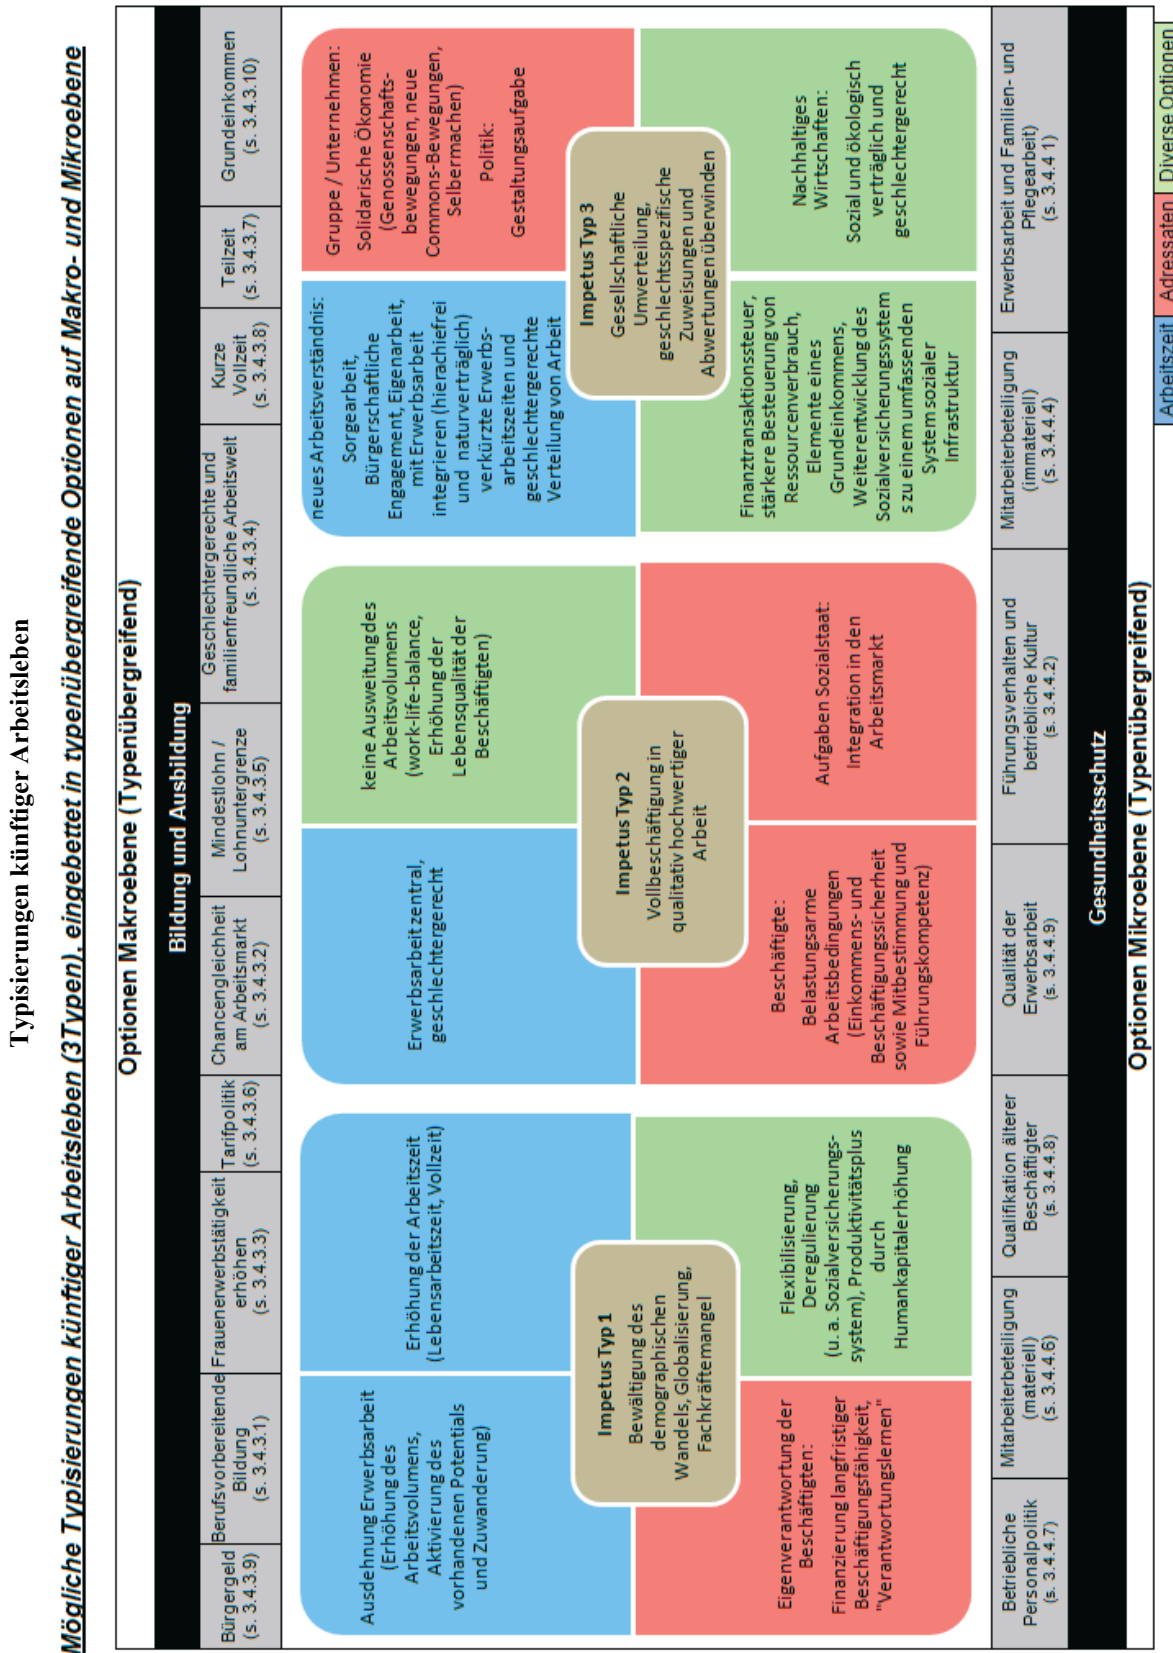 Typisierungen künftiger Arbeitsleben
Mögliche Typisierungen künftiger Arbeitsleben (3Typen), eingebettet in typenübergreifende Optionen auf Makro- und Mikroebene
Optionen Makroebene (Typenübergreifend)
Bildung und Ausbildung
Bürgergeld
(s. 3.4.3.9)
Berufsvorbereitende
Bildung
(s. 3.4.3.1)
Frauenerwerbstätigkeit
erhöhen
(s. 3.4.3.3)
Tarifpolitik
(s. 3.4.3.6)
Chancengleichheit
am Arbeitsmarkt
(s. 3.4.3.2)
Mindestlohn /
Lohnuntergrenze
(s. 3.4.3.5)
Geschlechtergerechte und
familienfreundliche Arbeitswelt
(s. 3.4.3.4)
Kurze
Vollzeit
(s. 3.4.3.8)
Teilzeit
(s. 3.4.3.7)
Grundeinkommen
(s. 3.4.3.10)
Ausdehnung Erwerbsarbeit
(Erhöhung des
Arbeitsvolumens,
Aktivierung des
vorhandenen Potentials
und Zuwanderung)
Erhöhung der Arbeitszeit
(Lebensarbeitszeit, Vollzeit)
Impetus Typ 1
Bewältigung des
demographischen
Wandels, Globalisierung,
Fachkräftemangel
Eigenverantwortung der
Beschäftigten:
Finanzierung langfristiger
Beschäftigungsfähigkeit,
"Verantwortungslernen"
Flexibilisierung,
Deregulierung
(u. a. Sozialversicherungs-
system), Produktivitätsplus
durch
Humankapitalerhöhung
Erwerbsarbeit zentral,
geschlechtergerecht
keine Ausweitung des
Arbeitsvolumens
(work-life-balance,
Erhöhung der
Lebensqualität der
Beschäftigten)
Impetus Typ 2
Vollbeschäftigung in
qualitativ hochwertiger
Arbeit
Beschäftigte:
Belastungsarme
Arbeitsbedingungen
(Einkommens- und
Beschäftigungssicherheit
sowie Mitbestimmung und
Führungskompetenz)
Aufgaben Sozialstaat:
Integration in den
Arbeitsmarkt
neues Arbeitsverständnis:
Sorgearbeit,
Bürgerschaftliche
Engagement, Eigenarbeit,
mit Erwerbsarbeit
integrieren (hierachiefrei
und naturverträglich)
verkürzte Erwerbs-
arbeitszeiten und
geschlechtergerechte
Verteilung von Arbeit
Gruppe / Unternehmen:
Solidarische Ökonomie
(Genossenschafts-
bewegungen, neue
Commons-Bewegungen,
Selbermachen)
Politik:
Gestaltungsaufgabe
Impetus Typ 3
Gesellschaftliche
Umverteilung,
geschlechtsspezifische
Zuweisungen und
Abwertungen überwinden
Finanztransaktionssteuer,
stärkere Besteuerung von
Ressourcenverbrauch,
Elemente eines
Grundeinkommens,
Weiterentwicklung des
Sozialversicherungssystem
s zu einem umfassenden
System sozialer
Infrastruktur
Nachhaltiges
Wirtschaften:
Sozial und ökologisch
verträglich und
geschlechtergerecht
Betriebliche
Personalpolitik
(s. 3.4.4.7)
Mitarbeiterbeteiligung
(materiell)
(s. 3.4.4.6)
Qualifikation älterer
Beschäftigter
(s. 3.4.4.8)
Qualität der
Erwerbsarbeit
(s. 3.4.4.9)
Führungsverhalten und
betriebliche Kultur
(s. 3.4.4.2)
Mitarbeiterbeteiligung
(immateriell)
(s. 3.4.4.4)
Erwerbsarbeit und Familien- und
Pflegearbeit)
(s. 3.4.4 1)
Gesundheitsschutz
Optionen Mikroebene (Typenübergreifend)
Arbeitszeit
Adressaten
Diverse Optionen